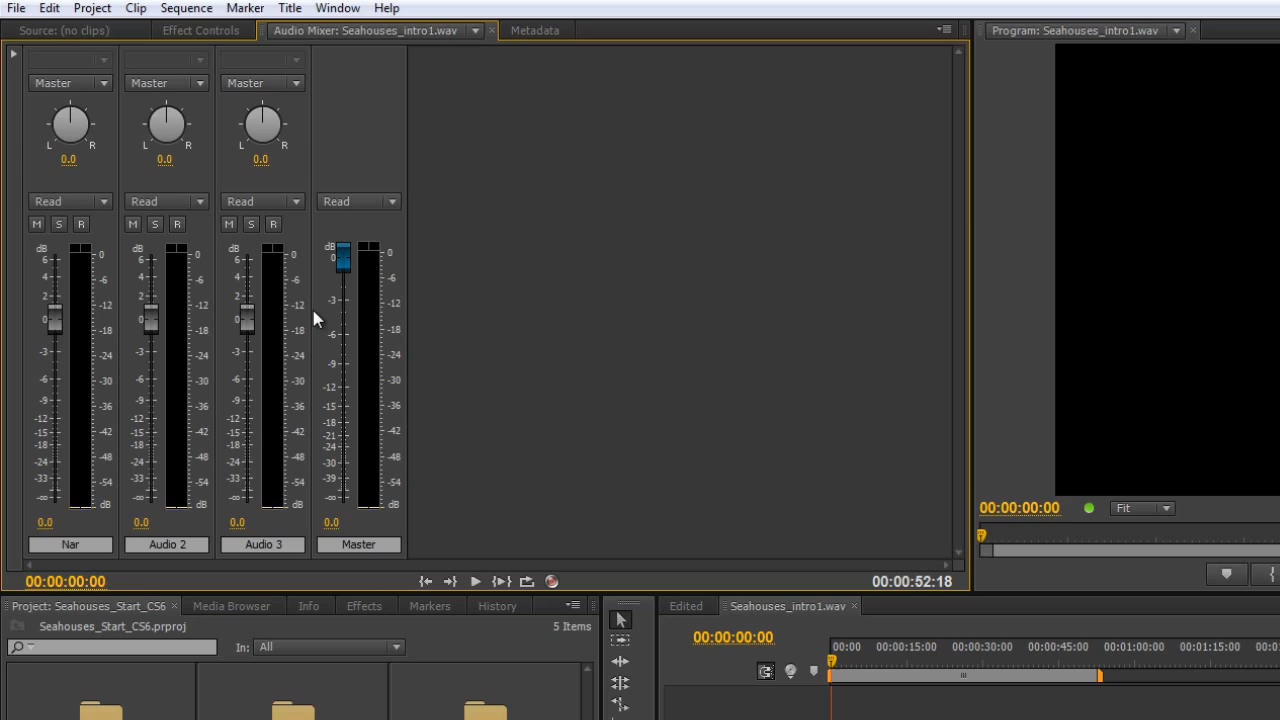 File Edit Project Clip Sequence Marker Title Window Help
Source: (no clips) Effect Controls Audio Mixer: Seahouses_intro1.wav × Metadata Program: Seahouses_intro1.wav ×
Master Master Master
L R L R L R
0.0 0.0 0.0
Read Read Read Read
M S R M S R M S R
dB dB dB dB
6 0 6 0 6 0 0 0
4 -6 4 -6 4 -6 -6
2 -12 2 -12 2 -12 -3 -12
0 -18 0 -18 0 -18 -6 -18
-3 -24 -3 -24 -3 -24 -9 -24
-6 -30 -6 -30 -6 -30 -12 -30
-9 -36 -9 -36 -9 -36 -15 -36
-12 -12 -12 -18
-15 -42 -15 -42 -15 -42 -21 -42
-18 -18 -18 -24
-24 -48 -24 -48 -24 -48 -30 -48
-33 -54 -33 -54 -33 -54 -39 -54
-∞ dB -∞ dB -∞ dB -∞ dB
0.0 0.0 0.0 0.0
Nar Audio 2 Audio 3 Master
00:00:00:00 00:00:52:18
00:00:00:00 Fit
Project: Seahouses_Start_CS6 × Media Browser Info Effects Markers History
Seahouses_Start_CS6.prproj 5 Items
In: All
Edited Seahouses_intro1.wav ×
00:00:00:00
00:00 00:00:15:00 00:00:30:00 00:00:45:00 00:01:00:00 00:01:15:00